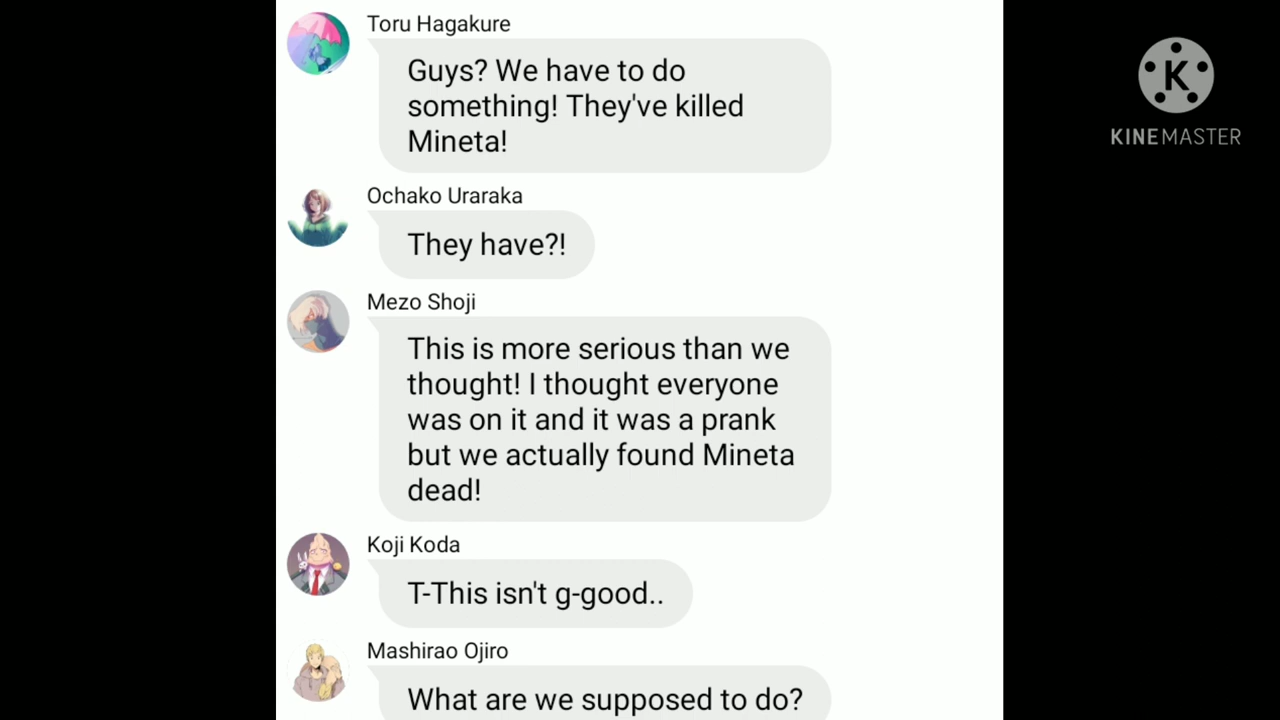 Toru Hagakure
Guys? We have to do
something! They've killed
Mineta!
Ochako Uraraka
They have?!
Mezo Shoji
This is more serious than we
thought! I thought everyone
was on it and it was a prank
but we actually found Mineta
dead!
Koji Koda
T-This isn't g-good..
Mashirao Ojiro
What are we supposed to do?
K
KINEMASTER